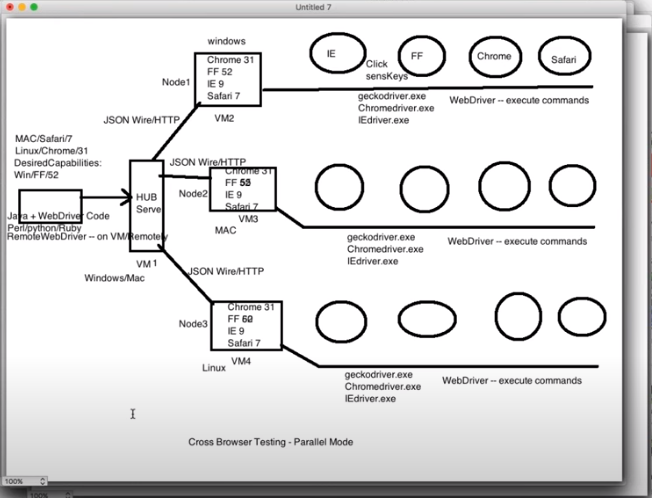 Untitled 7
windows
Chrome 31
FF 52
IE 9
Safari 7
Node1
VM2
IE
FF
Chrome
Safari
Click
sensKeys
geckodriver.exe
Chromedriver.exe
IEdriver.exe
WebDriver -- execute commands
JSON Wire/HTTP
MAC/Safari/7
Linux/Chrome/31
DesiredCapabilities:
Win/FF/52
Java + WebDriver Code
Perl/python/Ruby
RemoteWebDriver -- on VM/Remotely
HUB
Serve
VM 1
Windows/Mac
JSON Wire/HTTP
Chrome 31
FF
IE 9
Safari 7
Node2
VM3
MAC
geckodriver.exe
Chromedriver.exe
IEdriver.exe
WebDriver -- execute commands
JSON Wire/HTTP
Chrome 31
FF
IE 9
Safari 7
Node3
VM4
Linux
geckodriver.exe
Chromedriver.exe
IEdriver.exe
WebDriver -- execute commands
Cross Browser Testing - Parallel Mode
100%
100%